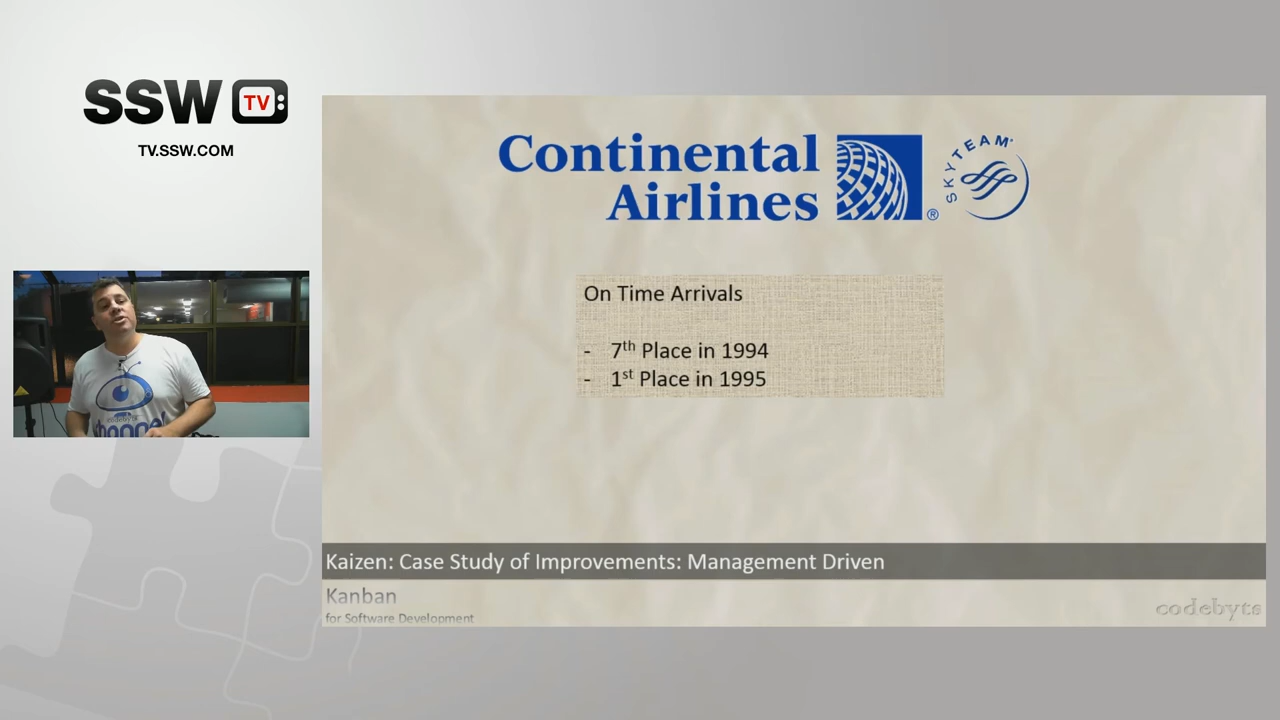 SSW TV
TV.SSW.COM
Continental
Airlines
®
SKYTEAM
On Time Arrivals
- 7th Place in 1994
- 1st Place in 1995
codebyts
Kaizen: Case Study of Improvements: Management Driven
Kanban
for Software Development
codebyts